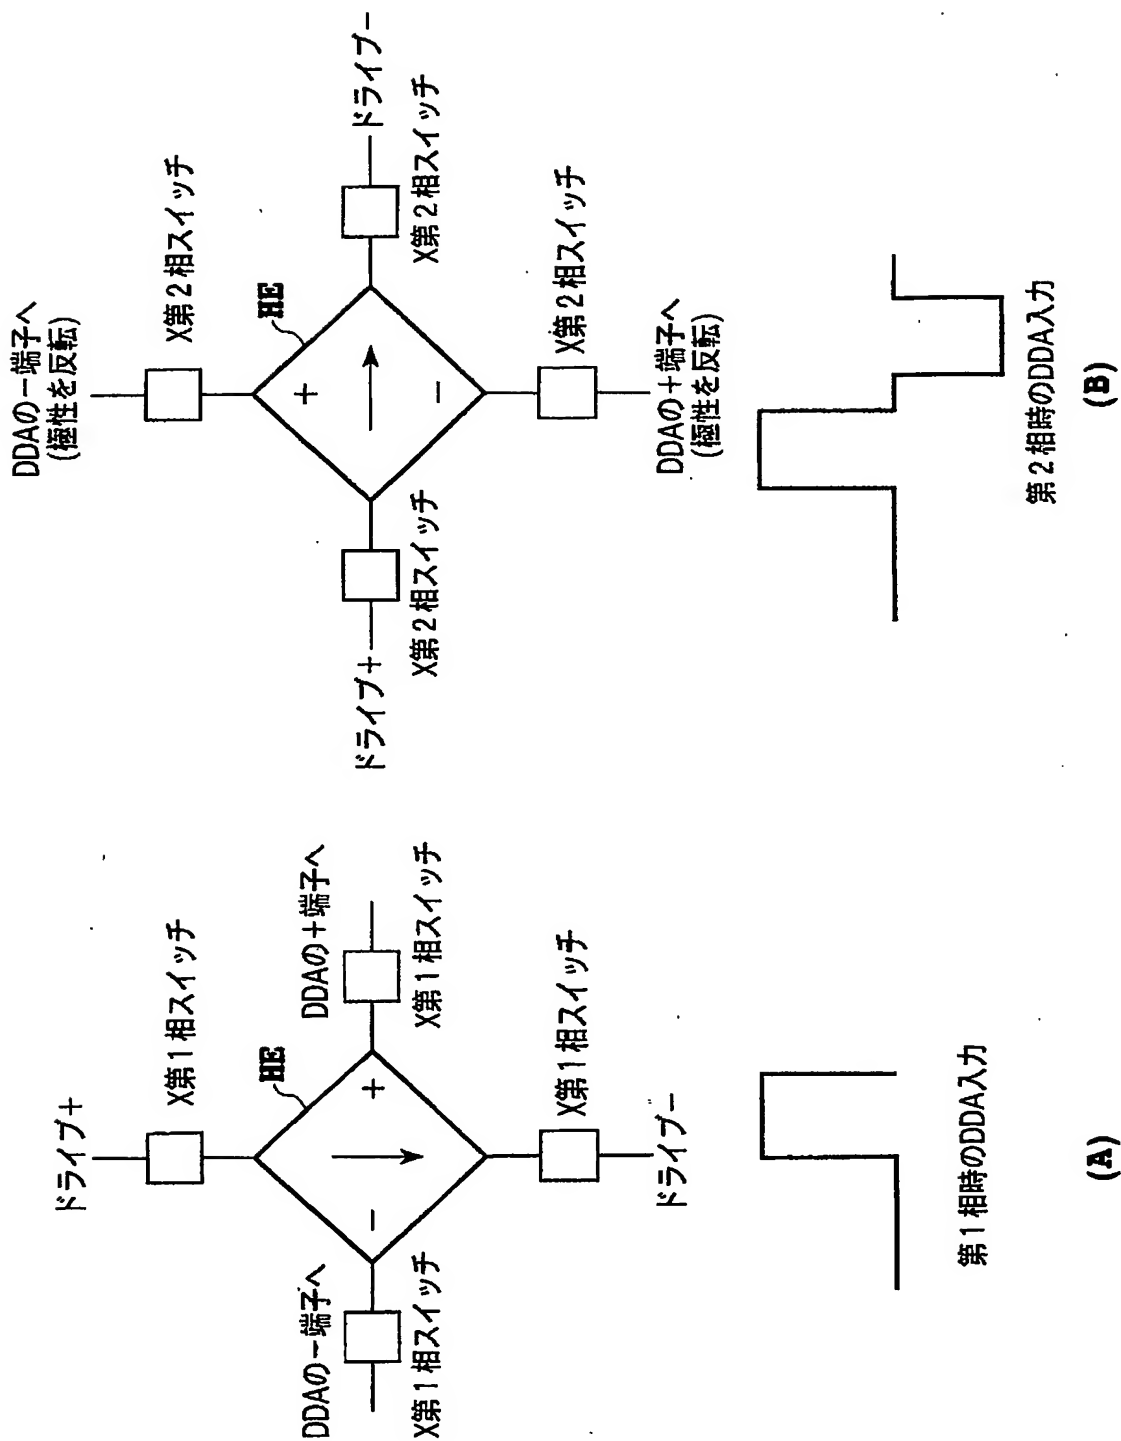 ドライブ+
X第1相スイッチ
HE
DDAの－端子へ
DDAの＋端子へ
－
＋
X第1相スイッチ
X第1相スイッチ
X第1相スイッチ
ドライブ－
第1相時のDDA入力
(A)
DDAの－端子へ
(極性を反転)
X第2相スイッチ
HE
＋
ドライブ+
ドライブ－
X第2相スイッチ
X第2相スイッチ
－
X第2相スイッチ
DDAの＋端子へ
(極性を反転)
第2相時のDDA入力
(B)